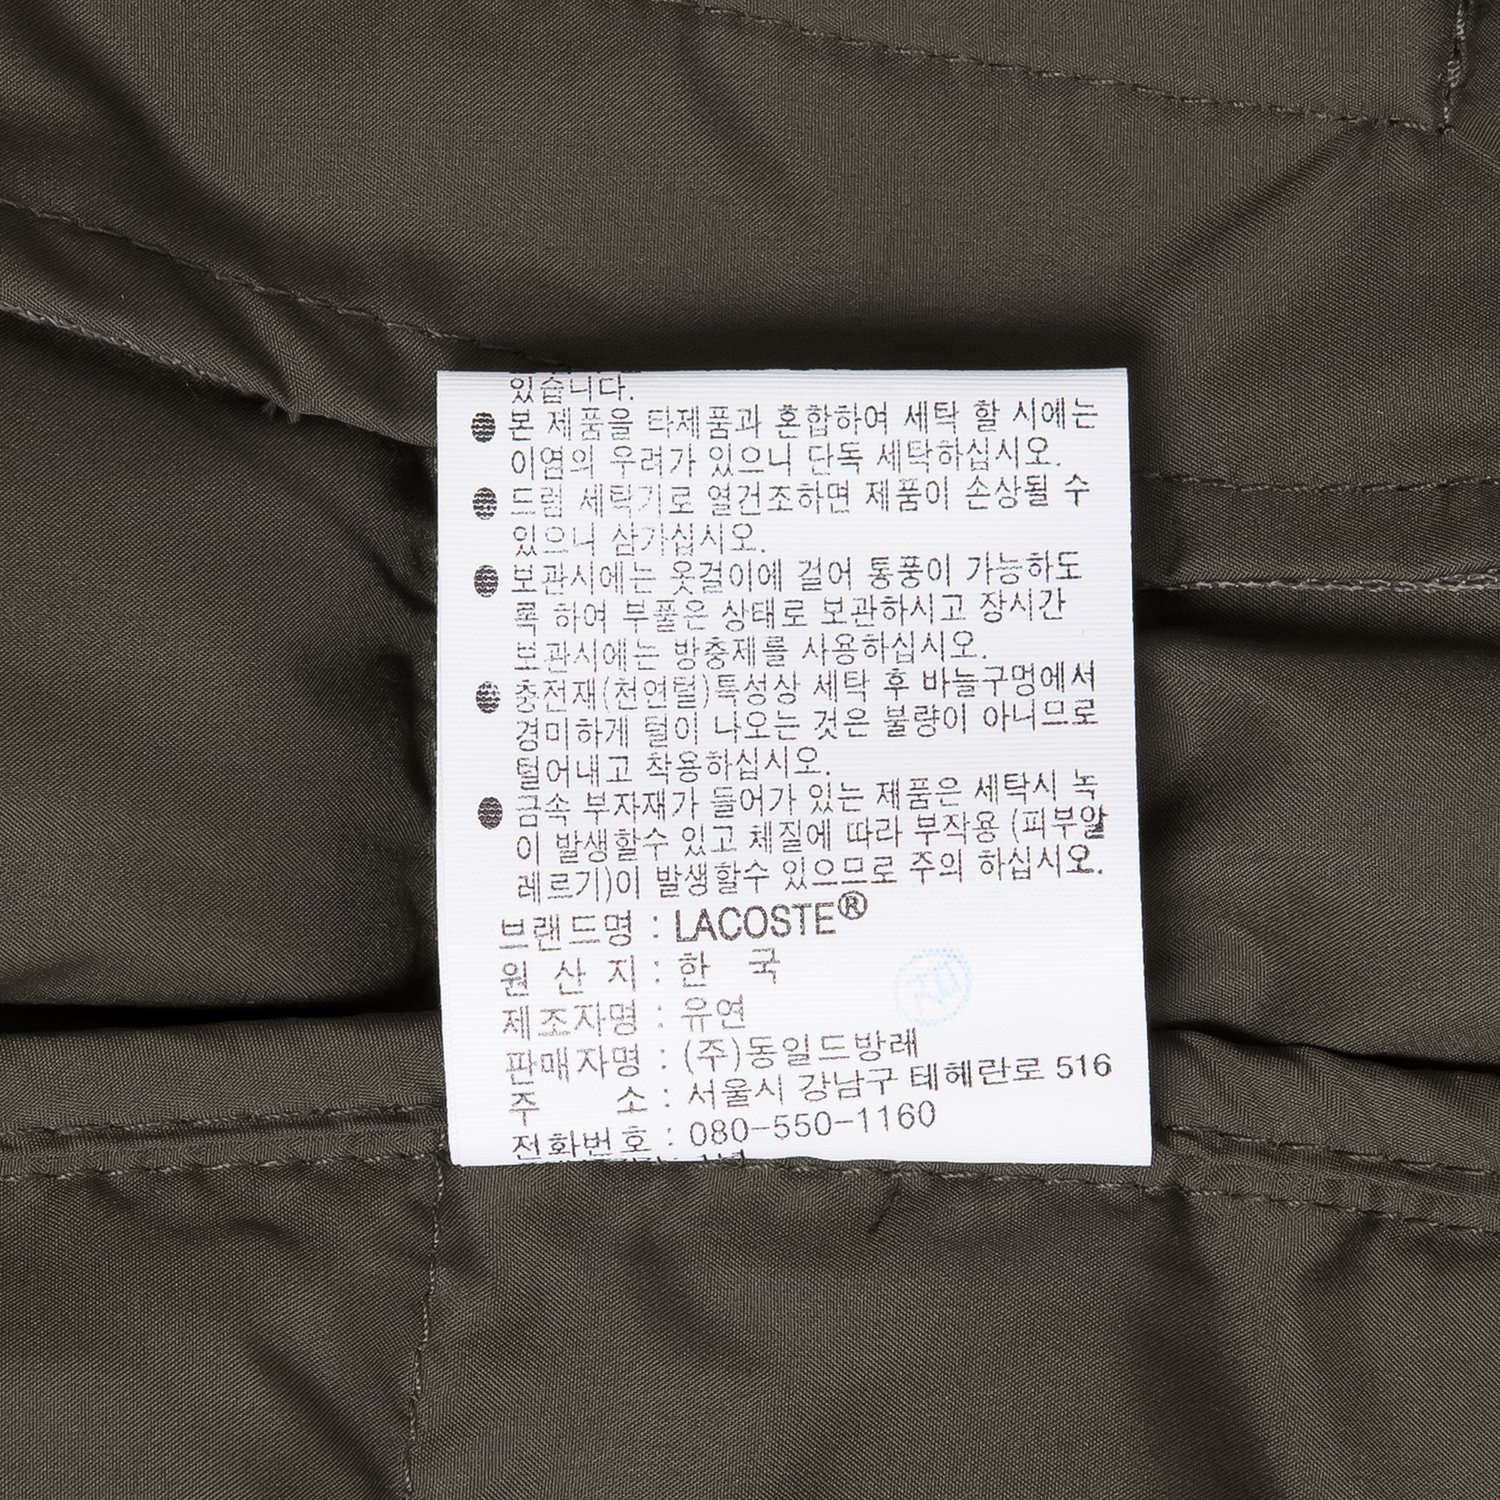 있습니다.
● 본 제품을 타제품과 혼합하여 세탁 할 시에는
이염의 우려가 있으니 단독 세탁하십시오.
● 드럼 세탁기로 열건조하면 제품이 손상될 수
있으니 삼가십시오.
● 보관시에는 옷걸이에 걸어 통풍이 가능하도
록 하여 부풀은 상태로 보관하시고 장시간
보관시에는 방충제를 사용하십시오.
● 충전재(천연털)특성상 세탁 후 바늘구멍에서
경미하게 털이 나오는 것은 불량이 아니므로
털어내고 착용하십시오.
● 금속 부자재가 들어가 있는 제품은 세탁시 녹
이 발생할수 있고 체질에 따라 부작용 (피부알
레르기)이 발생할수 있으므로 주의 하십시오.
브랜드명 : LACOSTE®
원 산 지 : 한 국
제조자명 : 유연
판매자명 : (주)동일드방레
주 소 : 서울시 강남구 테헤란로 516
전화번호 : 080-550-1160